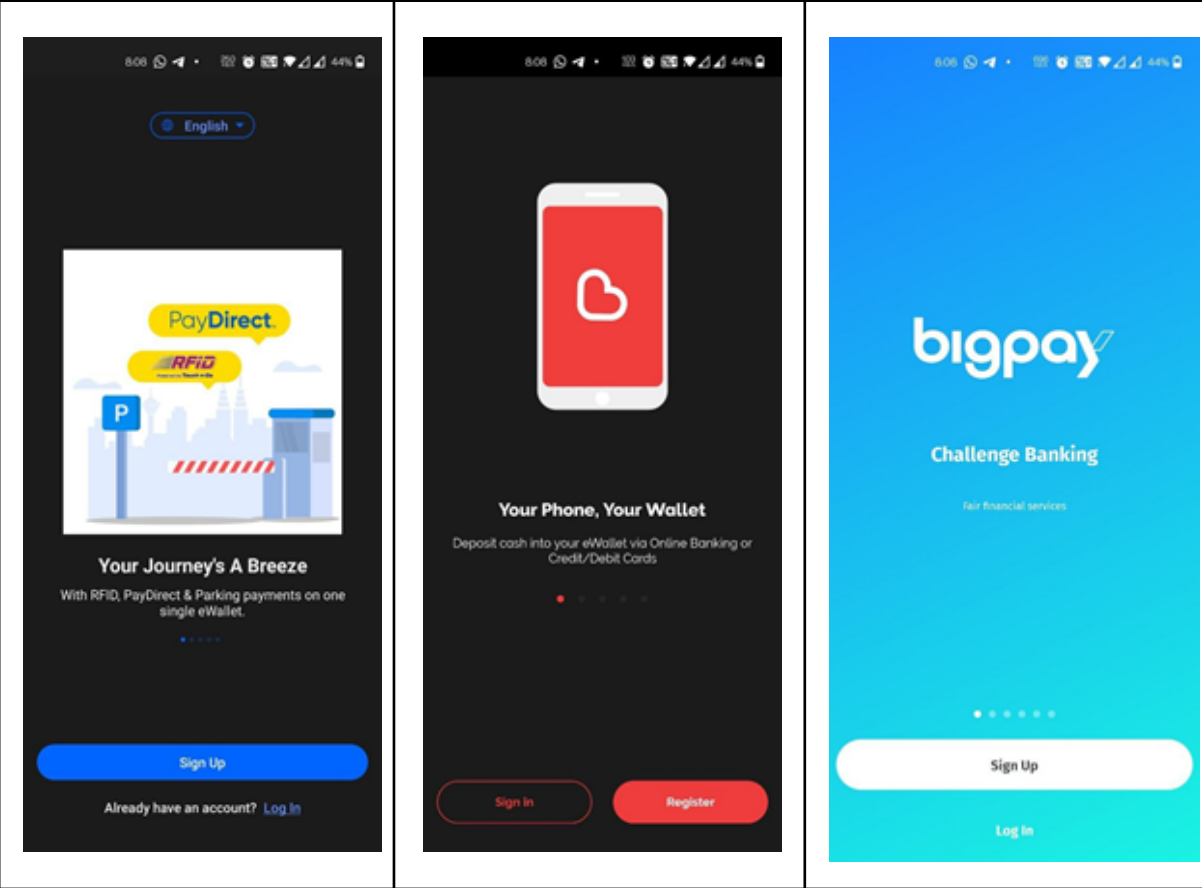 8:08
44%
English
PayDirect
RFiD
P
Your Journey's A Breeze
With RFID, PayDirect & Parking payments on one
single eWallet.
Sign Up
Already have an account? Log In
8:08
44%
Your Phone, Your Wallet
Deposit cash into your eWallet via Online Banking or
Credit/Debit Cards
Sign in
Register
8:08
44%
bigpay
Challenge Banking
Fair financial services
Sign Up
Log In